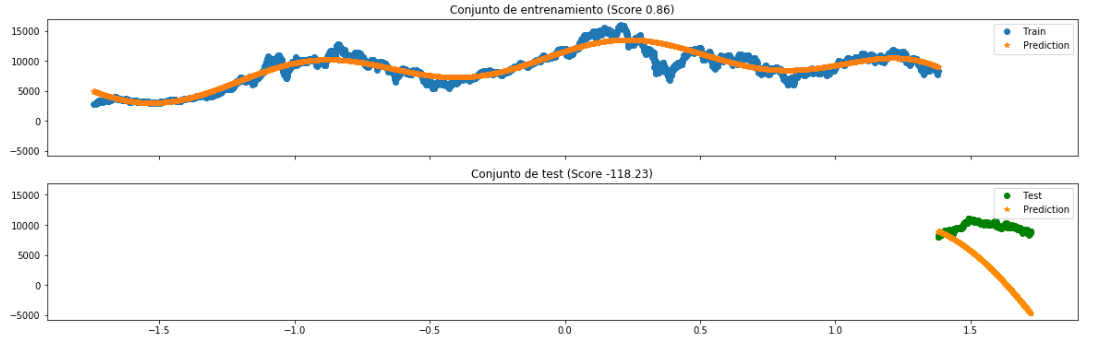 Conjunto de entrenamiento (Score 0.86)
15000
10000
5000
0
−5000
Train
Prediction
Conjunto de test (Score -118.23)
15000
10000
5000
0
−5000
Test
Prediction
−1.5
−1.0
−0.5
0.0
0.5
1.0
1.5